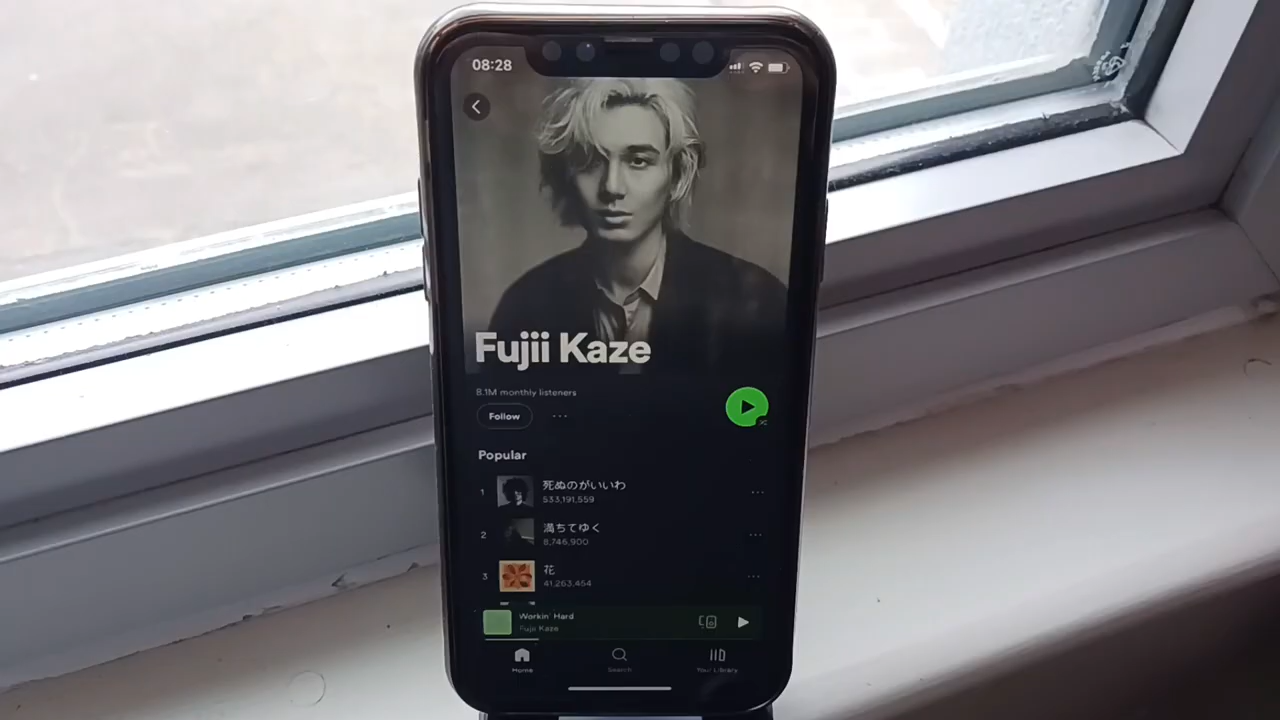 08:28
Fujii Kaze
8.1M monthly listeners
Follow
Popular
1
死ぬのがいいわ
533,191,559
2
満ちてゆく
8,746,900
3
花
41,263,454
Workin' Hard
Fujii Kaze
Home
Search
Your Library